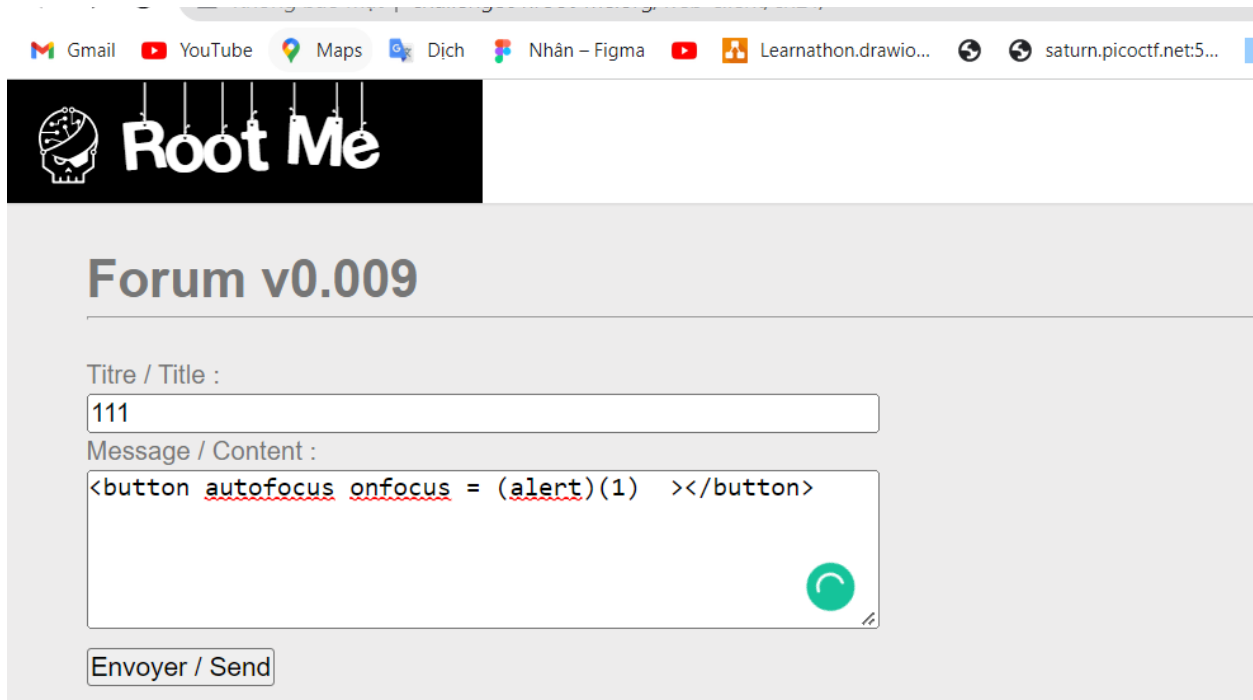 Gmail YouTube Maps Dịch Nhân – Figma Learnathon.drawio... saturn.picoctf.net:5...
Root Me
Forum v0.009
Titre / Title :
111
Message / Content :
<button autofocus onfocus = (alert)(1)  ></button>
Envoyer / Send